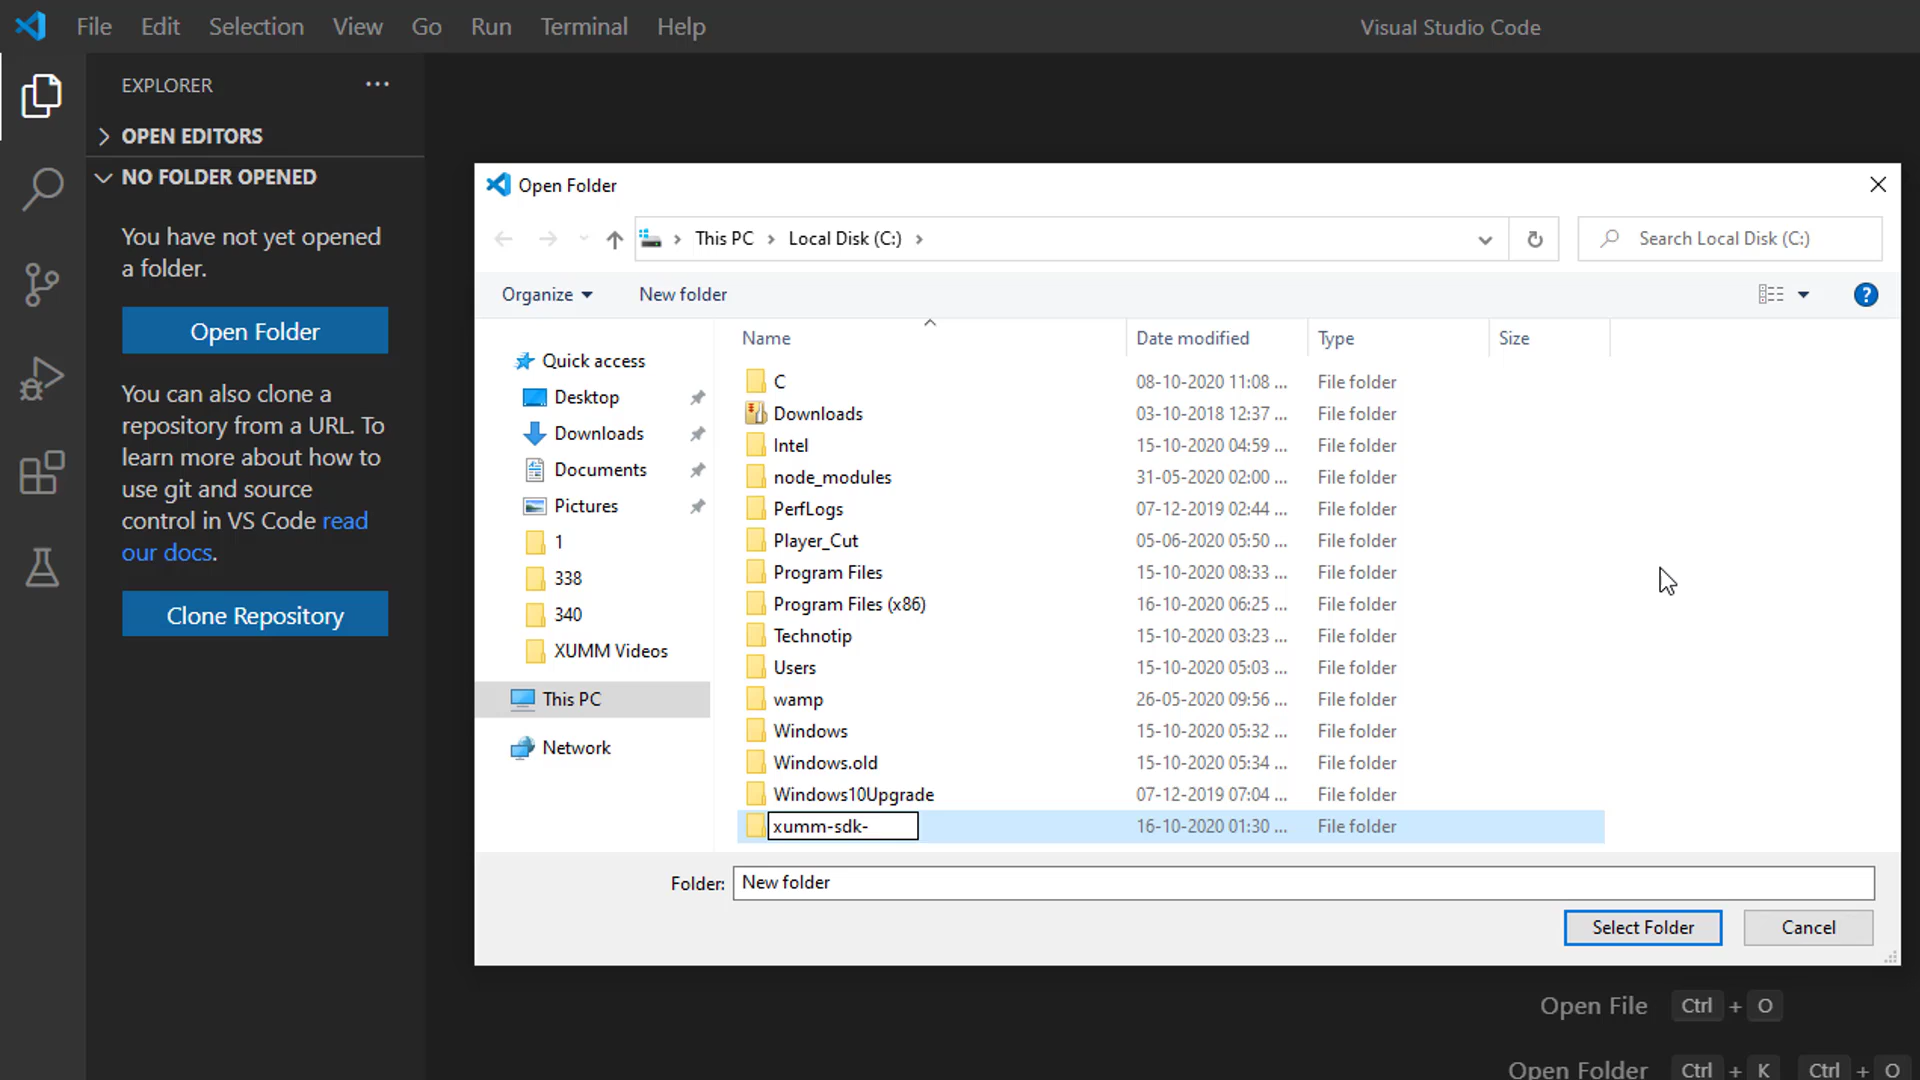 File Edit Selection View Go Run Terminal Help
Visual Studio Code
EXPLORER
OPEN EDITORS
NO FOLDER OPENED
You have not yet opened
a folder.
Open Folder
You can also clone a
repository from a URL. To
learn more about how to
use git and source
control in VS Code read
our docs.
Clone Repository
Open Folder
This PC
Local Disk (C:)
Search Local Disk (C:)
Organize
New folder
?
Quick access
Desktop
Downloads
Documents
Pictures
1
338
340
XUMM Videos
This PC
Network
Name Date modified Type Size
C 08-10-2020 11:08 ... File folder
Downloads 03-10-2018 12:37 ... File folder
Intel 15-10-2020 04:59 ... File folder
node_modules 31-05-2020 02:00 ... File folder
PerfLogs 07-12-2019 02:44 ... File folder
Player_Cut 05-06-2020 05:50 ... File folder
Program Files 15-10-2020 08:33 ... File folder
Program Files (x86) 16-10-2020 06:25 ... File folder
Technotip 15-10-2020 03:23 ... File folder
Users 15-10-2020 05:03 ... File folder
wamp 26-05-2020 09:56 ... File folder
Windows 15-10-2020 05:32 ... File folder
Windows.old 15-10-2020 05:34 ... File folder
Windows10Upgrade 07-12-2019 07:04 ... File folder
xumm-sdk- 16-10-2020 01:30 ... File folder
Folder: New folder
Select Folder
Cancel
Open File Ctrl + O
Open Folder Ctrl + K Ctrl + O